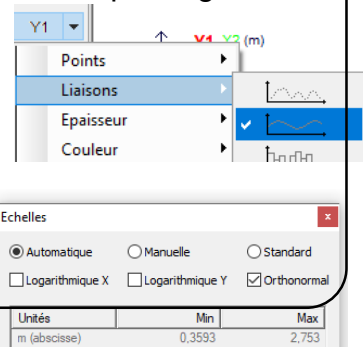 Y1
Y1 Y2 (m)
Points
Liaisons
Epaisseur
Couleur
Echelles
Automatique Manuelle Standard
Logarithmique X Logarithmique Y Orthonormal
Unités Min Max
m (abscisse) 0,3593 2,753